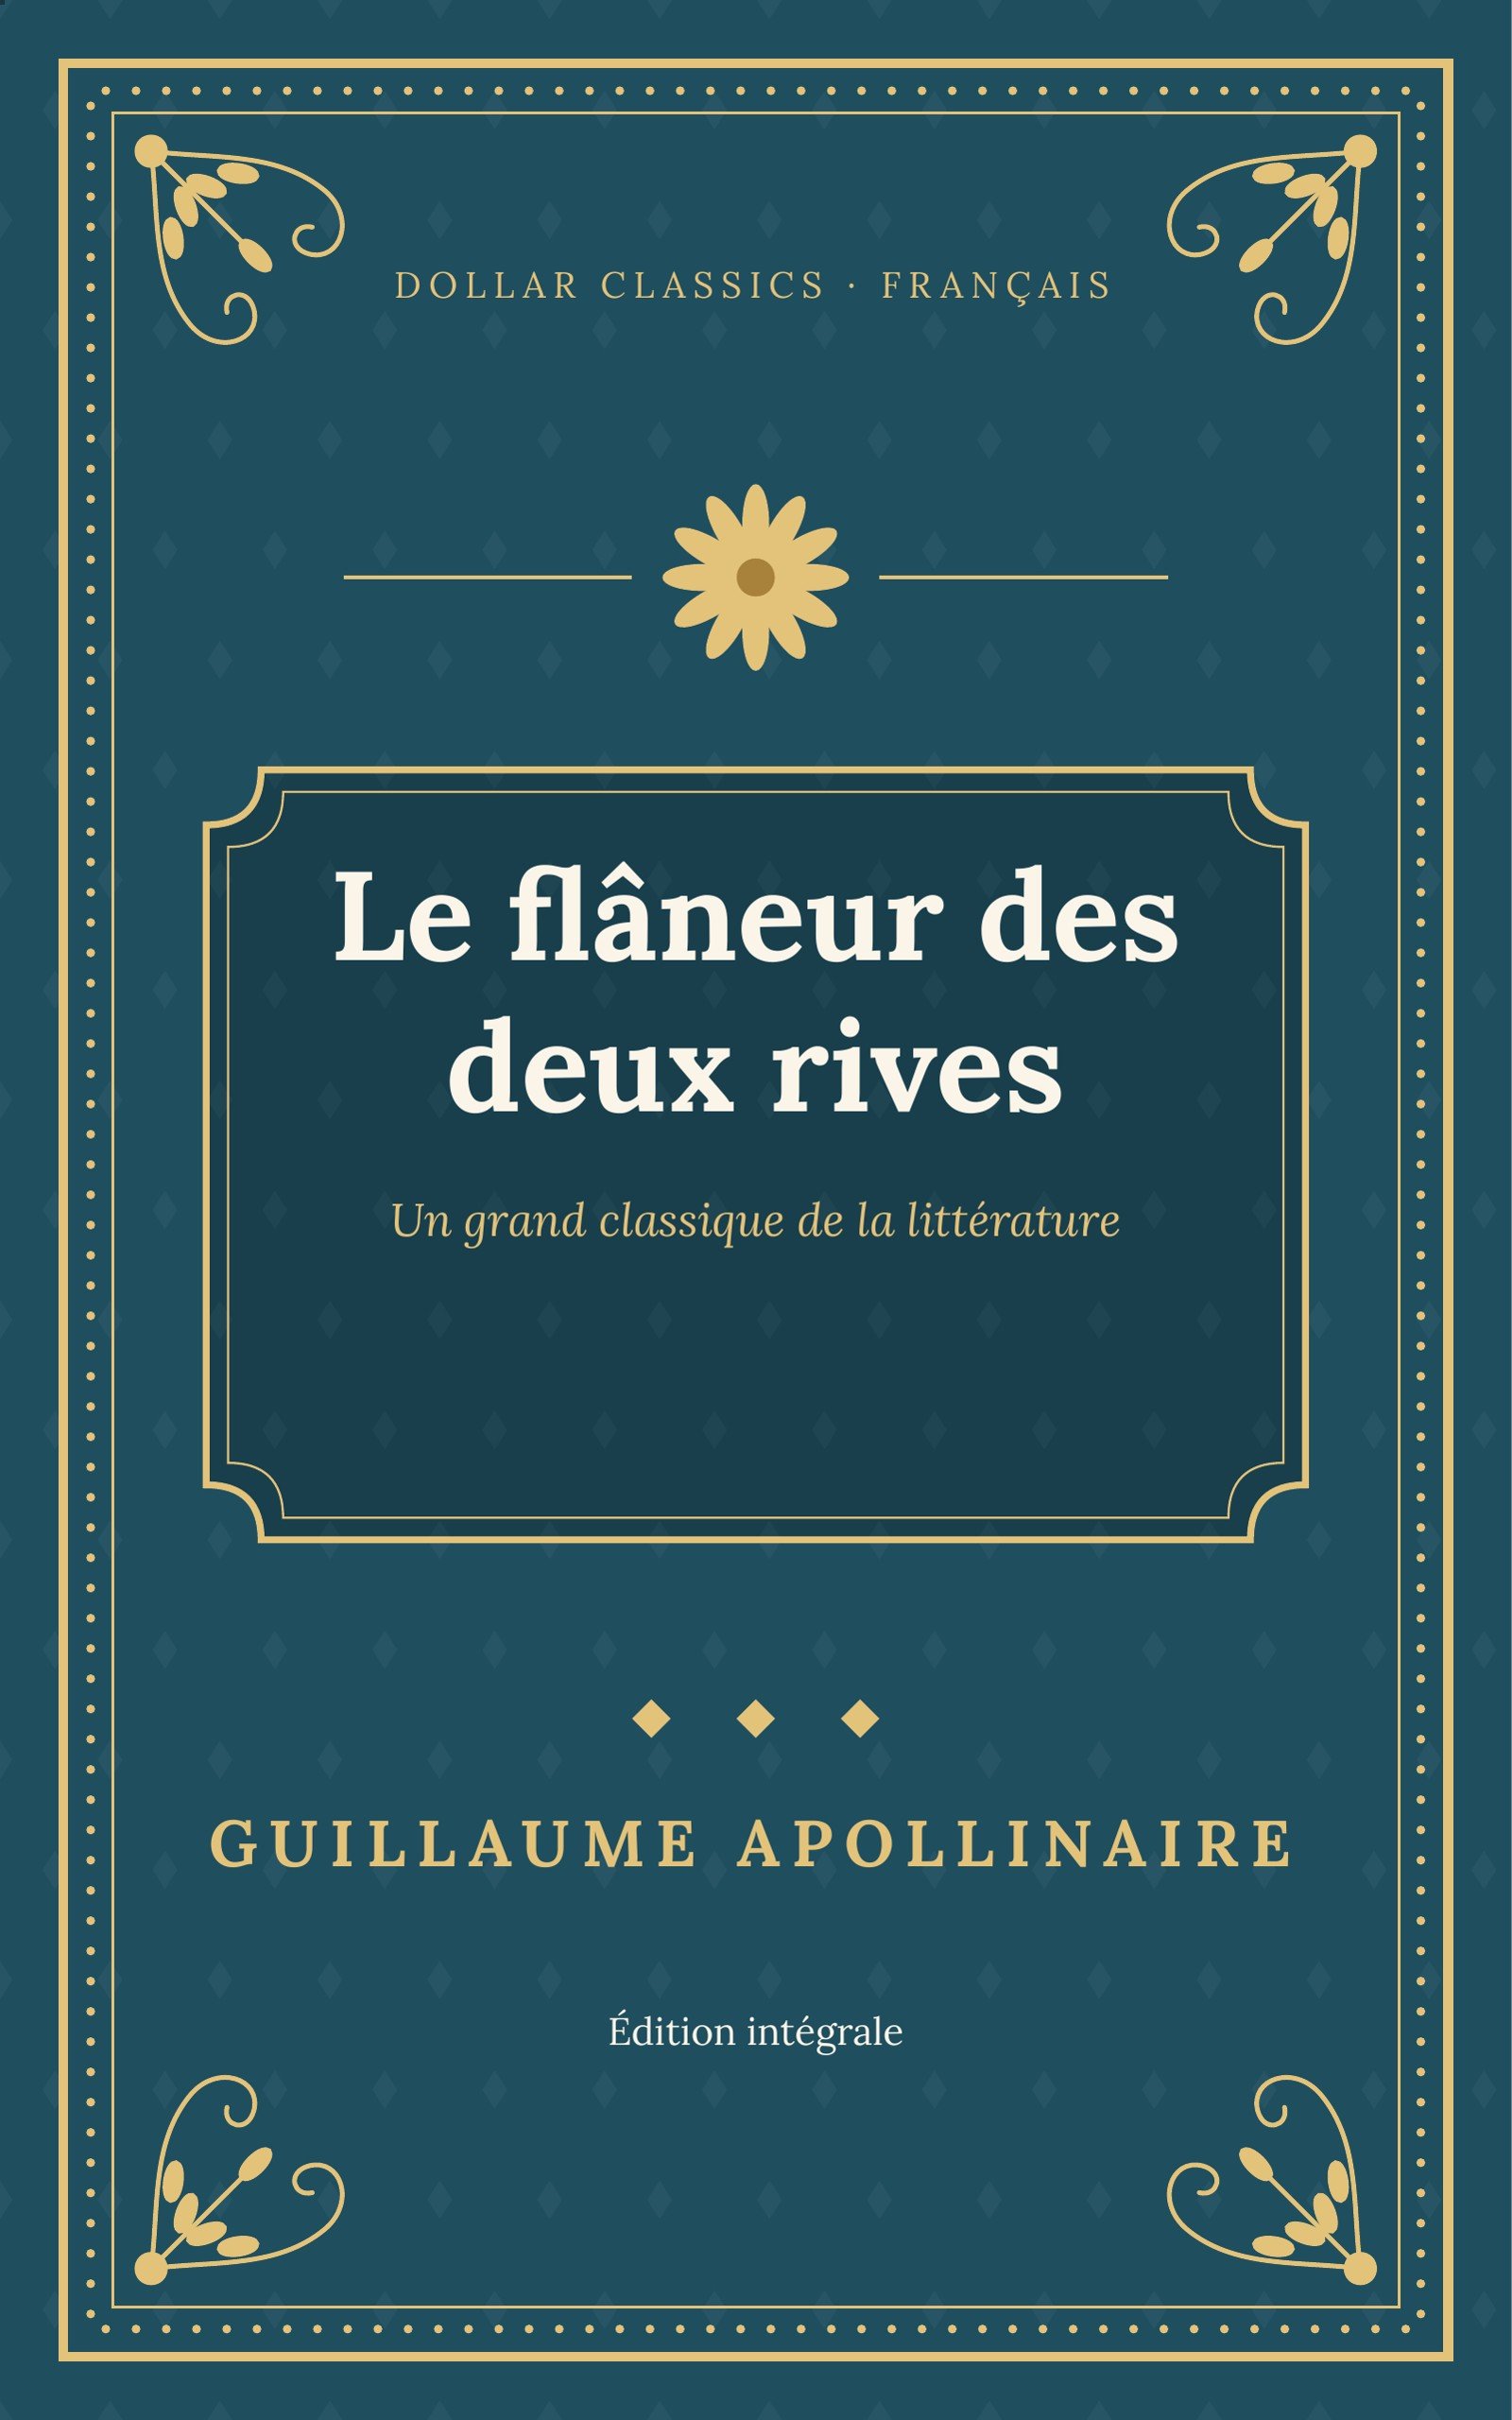 DOLLAR CLASSICS · FRANÇAIS
Le flâneur des
deux rives
Un grand classique de la littérature
GUILLAUME APOLLINAIRE
Édition intégrale